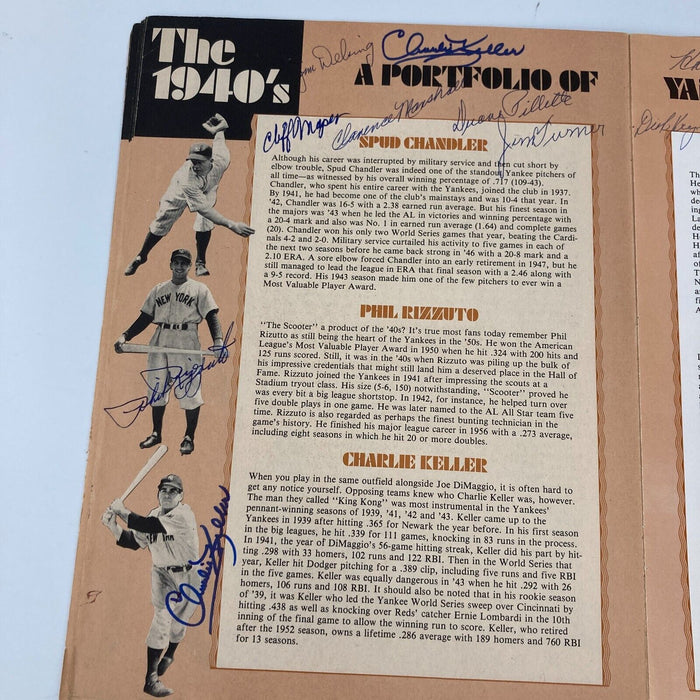 The
1940's
Jim Delsing
Charlie Keller
A PORTFOLIO OF
YAN
Cliff Mapes
Clarence Marshall
Duane Pillette
Jim Turner
SPUD CHANDLER
Although his career was interrupted by military service and then cut short by
elbow trouble, Spud Chandler was indeed one of the standout Yankee pitchers
of all time—as witnessed by his overall winning percentage of .717 (109-43).
Chandler, who spent his entire career with the Yankees, joined the club in 1937.
By 1941, he had become one of the club's mainstays and was 10-4 that year. In
'42, Chandler was 16-5 with a 2.38 earned run average. But his finest season in
the majors was '43 when he led the AL in victories and winning percentage with
a 20-4 mark and also was No. 1 in earned run average (1.64) and complete games
(20). Chandler won his only two World Series games that year, beating the Cardi-
nals 4-2 and 2-0. Military service curtailed his activity to five games in each of
the next two seasons before he came back strong in '46 with a 20-8 mark and a
2.10 ERA. A sore elbow forced Chandler into an early retirement in 1947, but he
still managed to lead the league in ERA that final season with a 2.46 along with
a 9-5 record. His 1943 season made him one of the few pitchers to ever win a
Most Valuable Player Award.
NEW YORK
Phil Rizzuto
PHIL RIZZUTO
"The Scooter" a product of the '40s? It's true most fans today remember Phil
Rizutto as still being the heart of the Yankees in the '50s. He won the American
League's Most Valuable Player Award in 1950 when he hit .324 with 200 hits and
125 runs scored. Still, it was in the '40s when Rizzuto was piling up the bulk of
his impressive credentials that might still land him a deserved place in the Hall of
Fame. Rizzuto joined the Yankees in 1941 after impressing the scouts at a
Stadium tryout class. His size (5-6, 150) notwithstanding, "Scooter" proved he
was every bit a big league shortstop. In 1942, for instance, he helped turn over
five double plays in one game. He was later named to the AL All Star team five
time. Rizzuto is also regarded as perhaps the finest bunting technician in the
game's history. He finished his major league career in 1956 with a .273 average,
including eight seasons in which he hit 20 or more doubles.
Charlie Keller
CHARLIE KELLER
When you play in the same outfield alongside Joe DiMaggio, it is often hard to
get any notice yourself. Opposing teams knew who Charlie Keller was, however.
The man they called "King Kong" was most instrumental in the Yankees'
pennant-winning seasons of 1939, '41, '42 and '43. Keller came up to the
Yankees in 1939 after hitting .365 for Newark the year before. In his first season
in the big leagues, he hit .339 for 111 games, knocking in 83 runs in the process.
In 1941, the year of DiMaggio's 56-game hitting streak, Keller did his part by hit-
ting .298 with 33 homers, 102 runs and 122 RBI. Then in the World Series that
year, Keller hit Dodger pitching for a .389 clip, including five runs and five RBI
in the five games. Keller was equally dangerous in '43 when he hit .292 with 26
homers, 106 runs and 108 RBI. It should also be noted that in his rookie season
of '39, it was Keller who led the Yankee World Series sweep over Cincinnati by
hitting .438 as well as knocking over Reds' catcher Ernie Lombardi in the 10th
inning of the final game to allow the winning run to score. Keller, who retired
after the 1952 season, owns a lifetime .286 average with 189 homers and 760 RBI
for 13 seasons.